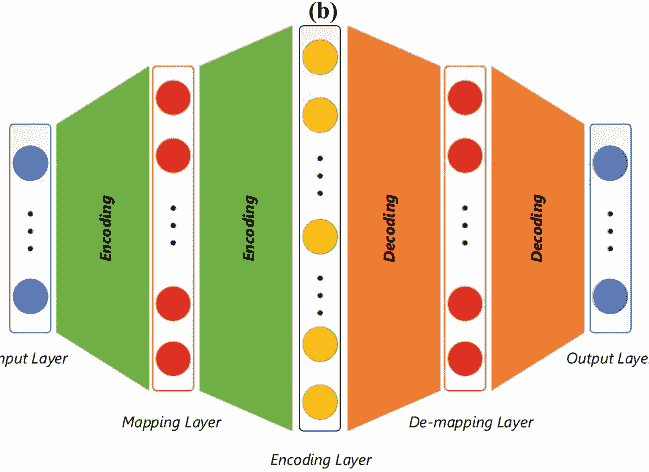 (b)
Encoding
Encoding
Decoding
Decoding
nput Layer
Output Laye
Mapping Layer
De-mapping Layer
Encoding Layer